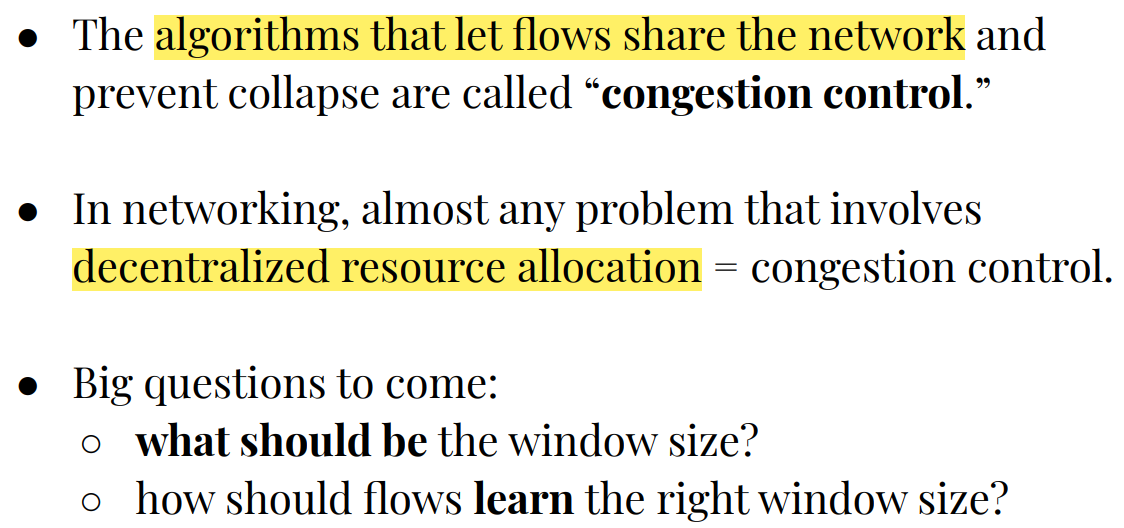 ● The algorithms that let flows share the network and
prevent collapse are called “congestion control.”
● In networking, almost any problem that involves
decentralized resource allocation = congestion control.
● Big questions to come:
○ what should be the window size?
○ how should flows learn the right window size?